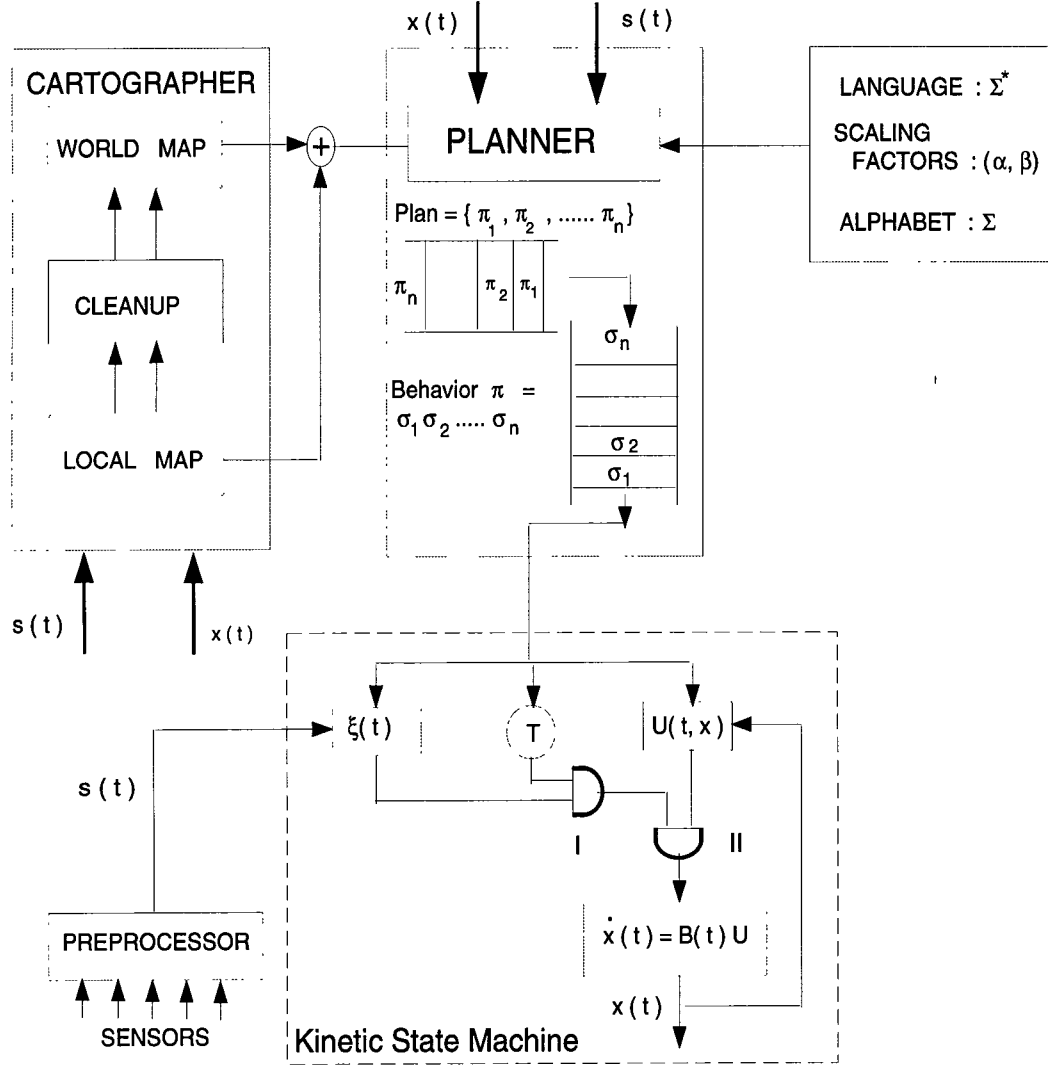 x(t) s(t)
CARTOGRAPHER
WORLD MAP
CLEANUP
LOCAL MAP
s(t) x(t)
+
PLANNER
Plan = { π1 , π2 , ...... πn}
πn π2 π1
Behavior π =
σ1 σ2 ..... σn
σn
σ2
σ1
LANGUAGE : Σ*
SCALING
FACTORS : (α, β)
ALPHABET : Σ
ξ(t) T U(t, x)
s(t)
I II
ẋ(t) = B(t) U
x(t)
PREPROCESSOR
SENSORS
Kinetic State Machine